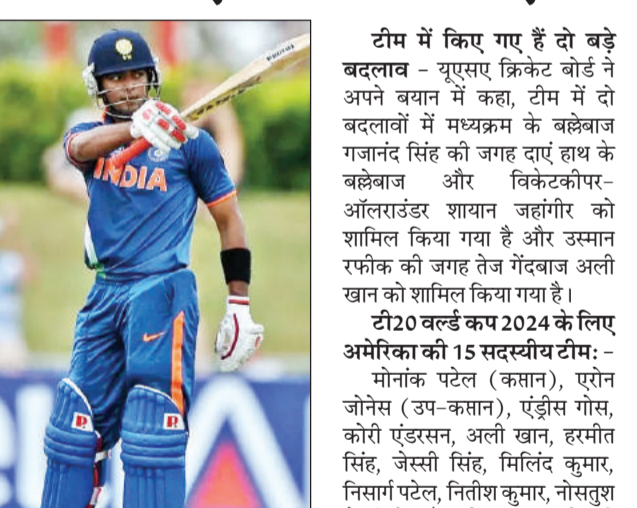 INDIA
टीम में किए गए हैं दो बड़े
बदलाव - यूएसए क्रिकेट बोर्ड ने
अपने बयान में कहा, टीम में दो
बदलावों में मध्यक्रम के बल्लेबाज
गजानंद सिंह की जगह दाएं हाथ के
बल्लेबाज और विकेटकीपर-
ऑलराउंडर शायान जहांगीर को
शामिल किया गया है और उस्मान
रफीक की जगह तेज गेंदबाज अली
खान को शामिल किया गया है।
टी20 वर्ल्ड कप 2024 के लिए
अमेरिका की 15 सदस्यीय टीम: -
मोनांक पटेल (कप्तान), एरोन
जोनेस (उप-कप्तान), एंड्रीस गोस,
कोरी एंडरसन, अली खान, हरमीत
सिंह, जेस्सी सिंह, मिलिंद कुमार,
निसार्ग पटेल, नितीश कुमार, नोसतुश